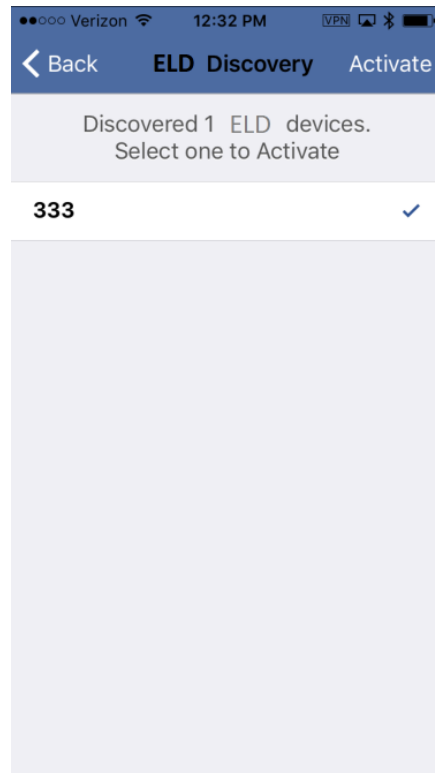 Verizon 12:32 PM VPN
Back ELD Discovery Activate
Discovered 1 ELD devices.
Select one to Activate
333